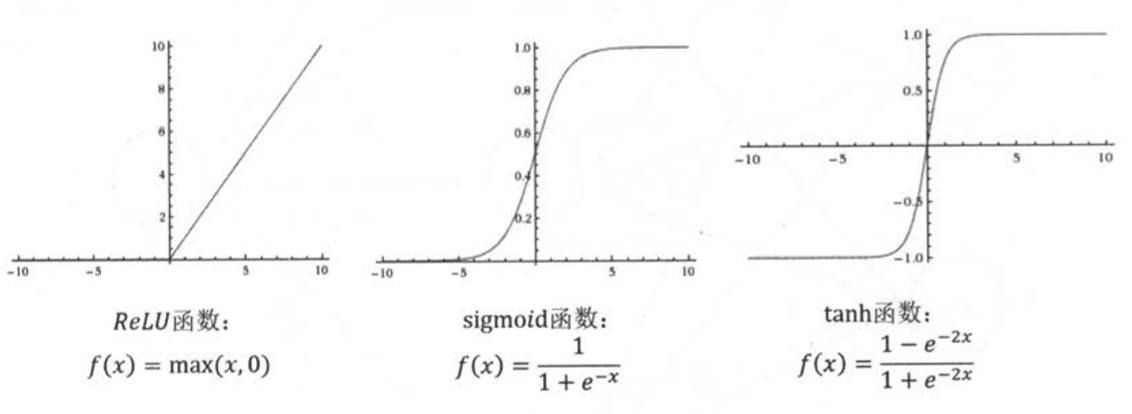 10
8
6
4
2
-10 -5 5 10
ReLU函数：
f(x) = max(x, 0)
1.0
0.8
0.6
0.4
0.2
-10 -5 5 10
sigmoid函数：
f(x) = 1 / (1 + e^{-x})
1.0
0.5
-10 -5 5 10
-0.5
-1.0
tanh函数：
f(x) = (1 - e^{-2x}) / (1 + e^{-2x})